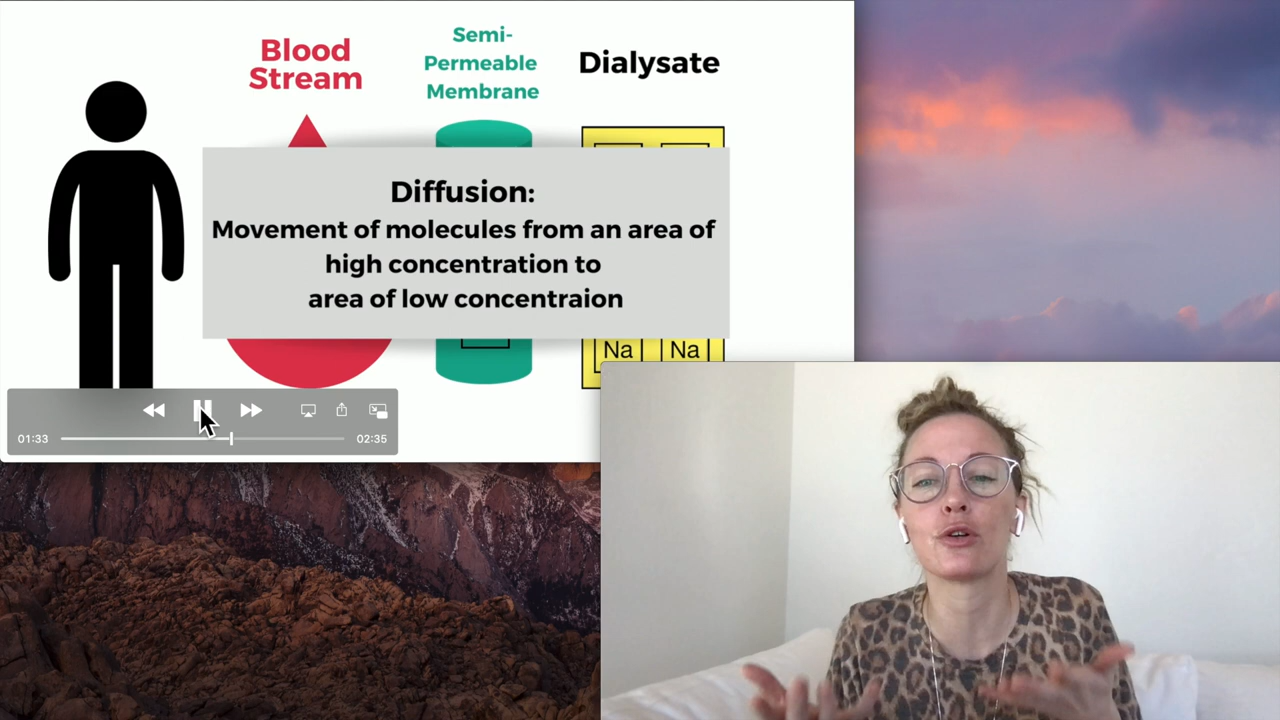 Blood
Stream
Semi-
Permeable
Membrane
Dialysate
Diffusion:
Movement of molecules from an area of
high concentration to
area of low concentraion
Na Na
01:33
02:35